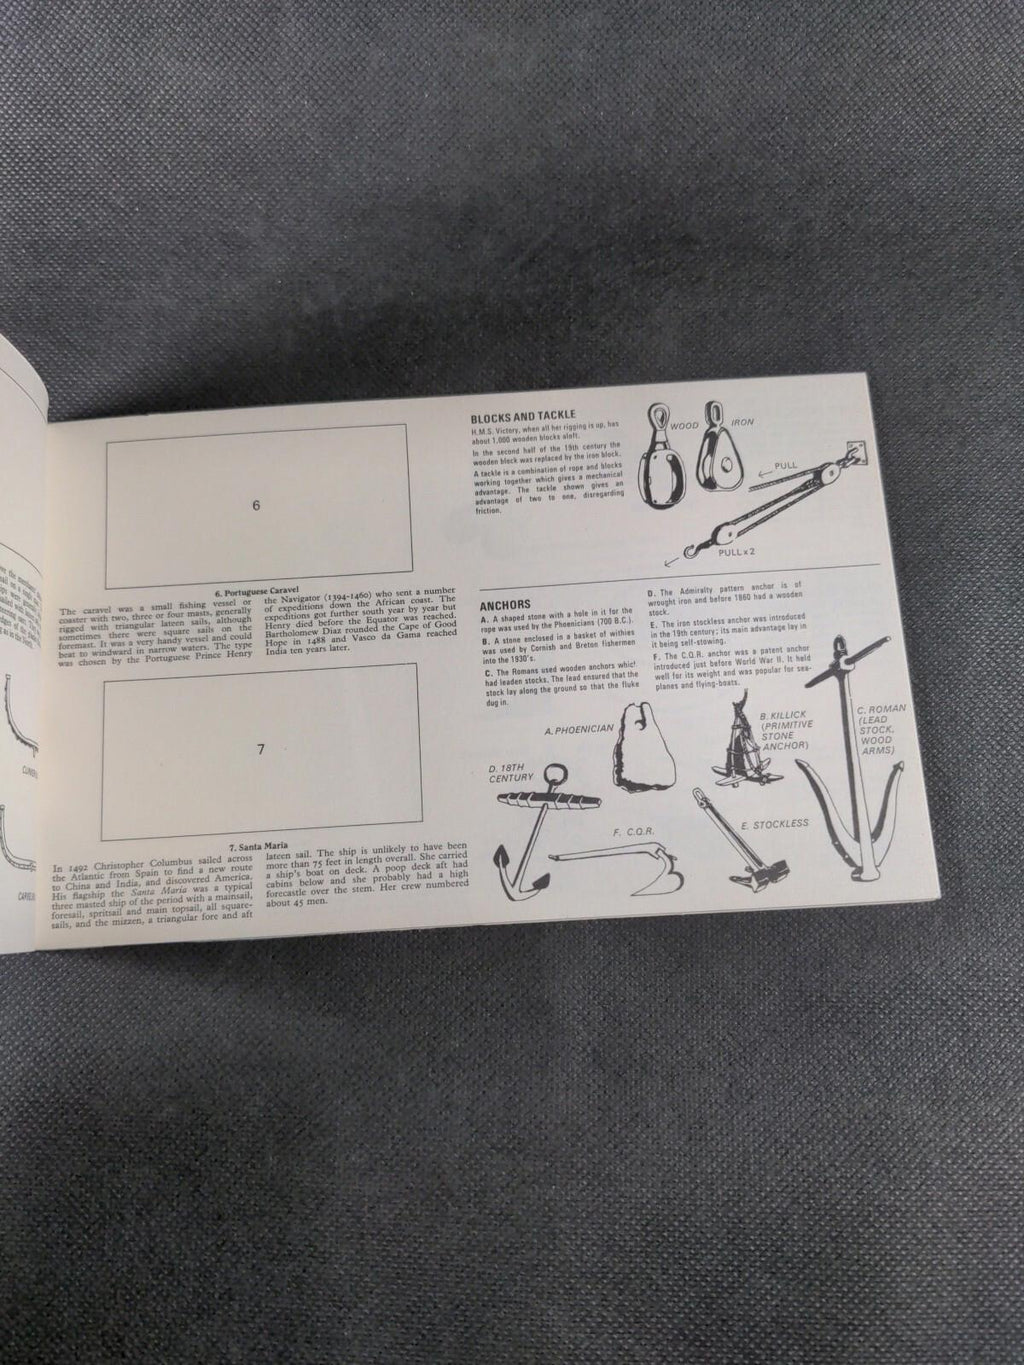 6
6. Portuguese Caravel
The caravel was a small fishing vessel or
coaster with two, three or four masts, generally
rigged with triangular lateen sails, although
sometimes there were square sails on the
foremast. It was a very handy vessel and could
beat to windward in narrow waters. The type
was chosen by the Portuguese Prince Henry
the Navigator (1394-1460) who sent a number
of expeditions down the African coast. The
expeditions got further south year by year but
Henry died before the Equator was reached.
Bartholomew Diaz rounded the Cape of Good
Hope in 1488 and Vasco da Gama reached
India ten years later.
7
7. Santa Maria
In 1492 Christopher Columbus sailed across
the Atlantic from Spain to find a new route
to China and India, and discovered America.
His flagship the Santa Maria was a typical
three masted ship of the period with a mainsail,
foresail, spritsail and main topsail, all square-
sails, and the mizzen, a triangular fore and aft
lateen sail. The ship is unlikely to have been
more than 75 feet in length overall. She carried
a ship's boat on deck. A poop deck aft had
cabins below and she probably had a high
forecastle over the stem. Her crew numbered
about 45 men.
BLOCKS AND TACKLE
H.M.S. Victory, when all her rigging is up, has
about 1,000 wooden blocks aloft.
In the second half of the 19th century the
wooden block was replaced by the iron block.
A tackle is a combination of rope and blocks
working together which gives a mechanical
advantage. The tackle shown gives an
advantage of two to one, disregarding
friction.
WOOD
IRON
PULL
PULL x 2
ANCHORS
A. A shaped stone with a hole in it for the
rope was used by the Phoenicians (700 B.C.).
B. A stone enclosed in a basket of withies
was used by Cornish and Breton fishermen
into the 1930's.
C. The Romans used wooden anchors which
had leaden stocks. The lead ensured that the
stock lay along the ground so that the fluke
dug in.
D. The Admiralty pattern anchor is of
wrought iron and before 1860 had a wooden
stock.
E. The iron stockless anchor was introduced
in the 19th century; its main advantage lay in
it being self-stowing.
F. The C.Q.R. anchor was a patent anchor
introduced just before World War II. It held
well for its weight and was popular for sea-
planes and flying-boats.
A. PHOENICIAN
B. KILLICK
(PRIMITIVE
STONE
ANCHOR)
C. ROMAN
(LEAD
STOCK,
WOOD
ARMS)
D. 18TH
CENTURY
E. STOCKLESS
F. C.Q.R.